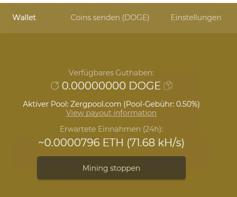 Wallet Coins senden (DOGE) Einstellungen
Verfügbares Guthaben:
0.00000000 DOGE
Aktiver Pool: Zergpool.com (Pool-Gebühr: 0.50%)
View payout information
Erwartete Einnahmen (24h):
~0.0000796 ETH (71.68 kH/s)
Mining stoppen